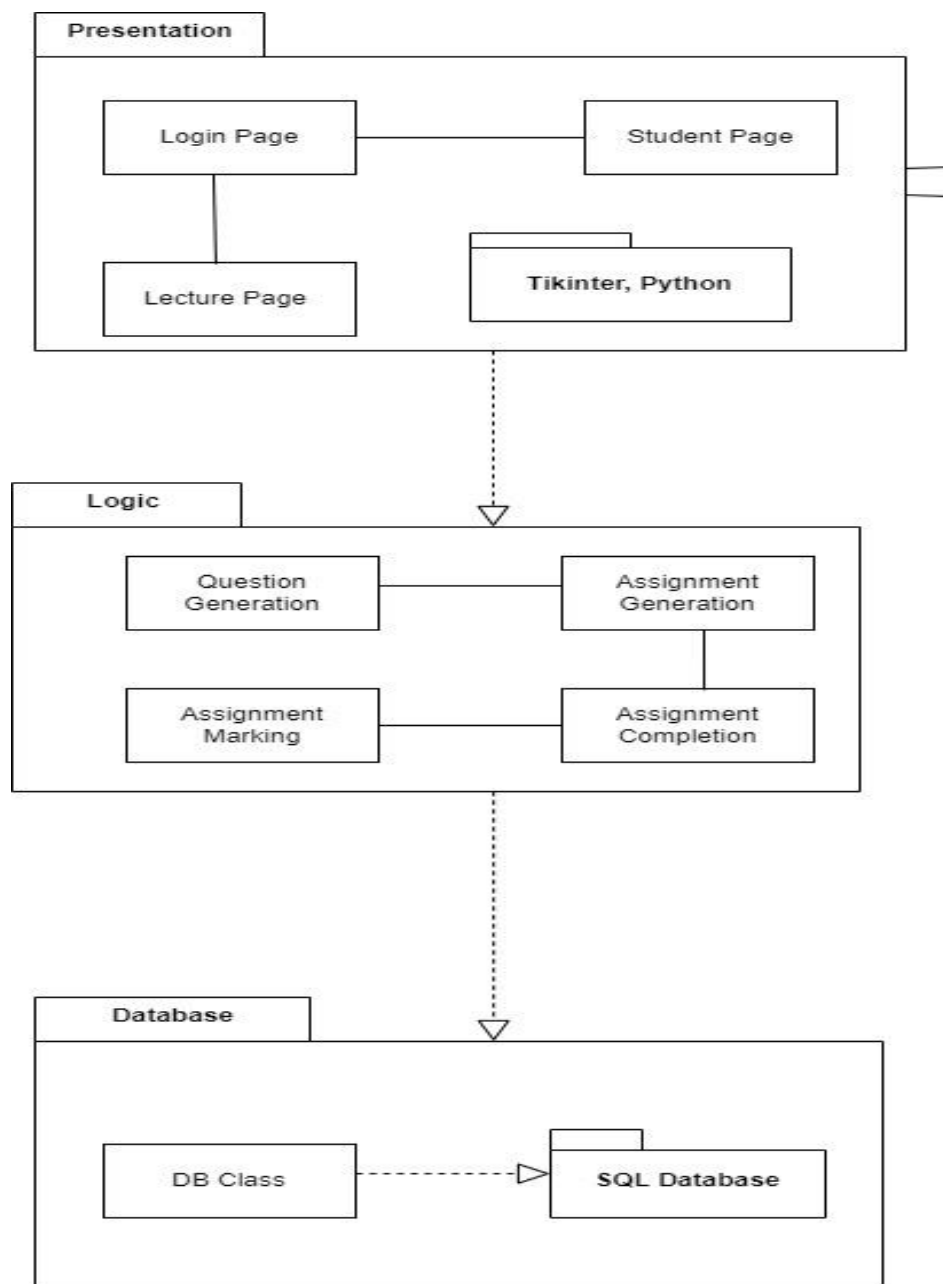 Presentation
Login Page
Student Page
Lecture Page
Tikinter, Python
Logic
Question
Generation
Assignment
Generation
Assignment
Marking
Assignment
Completion
Database
DB Class
SQL Database